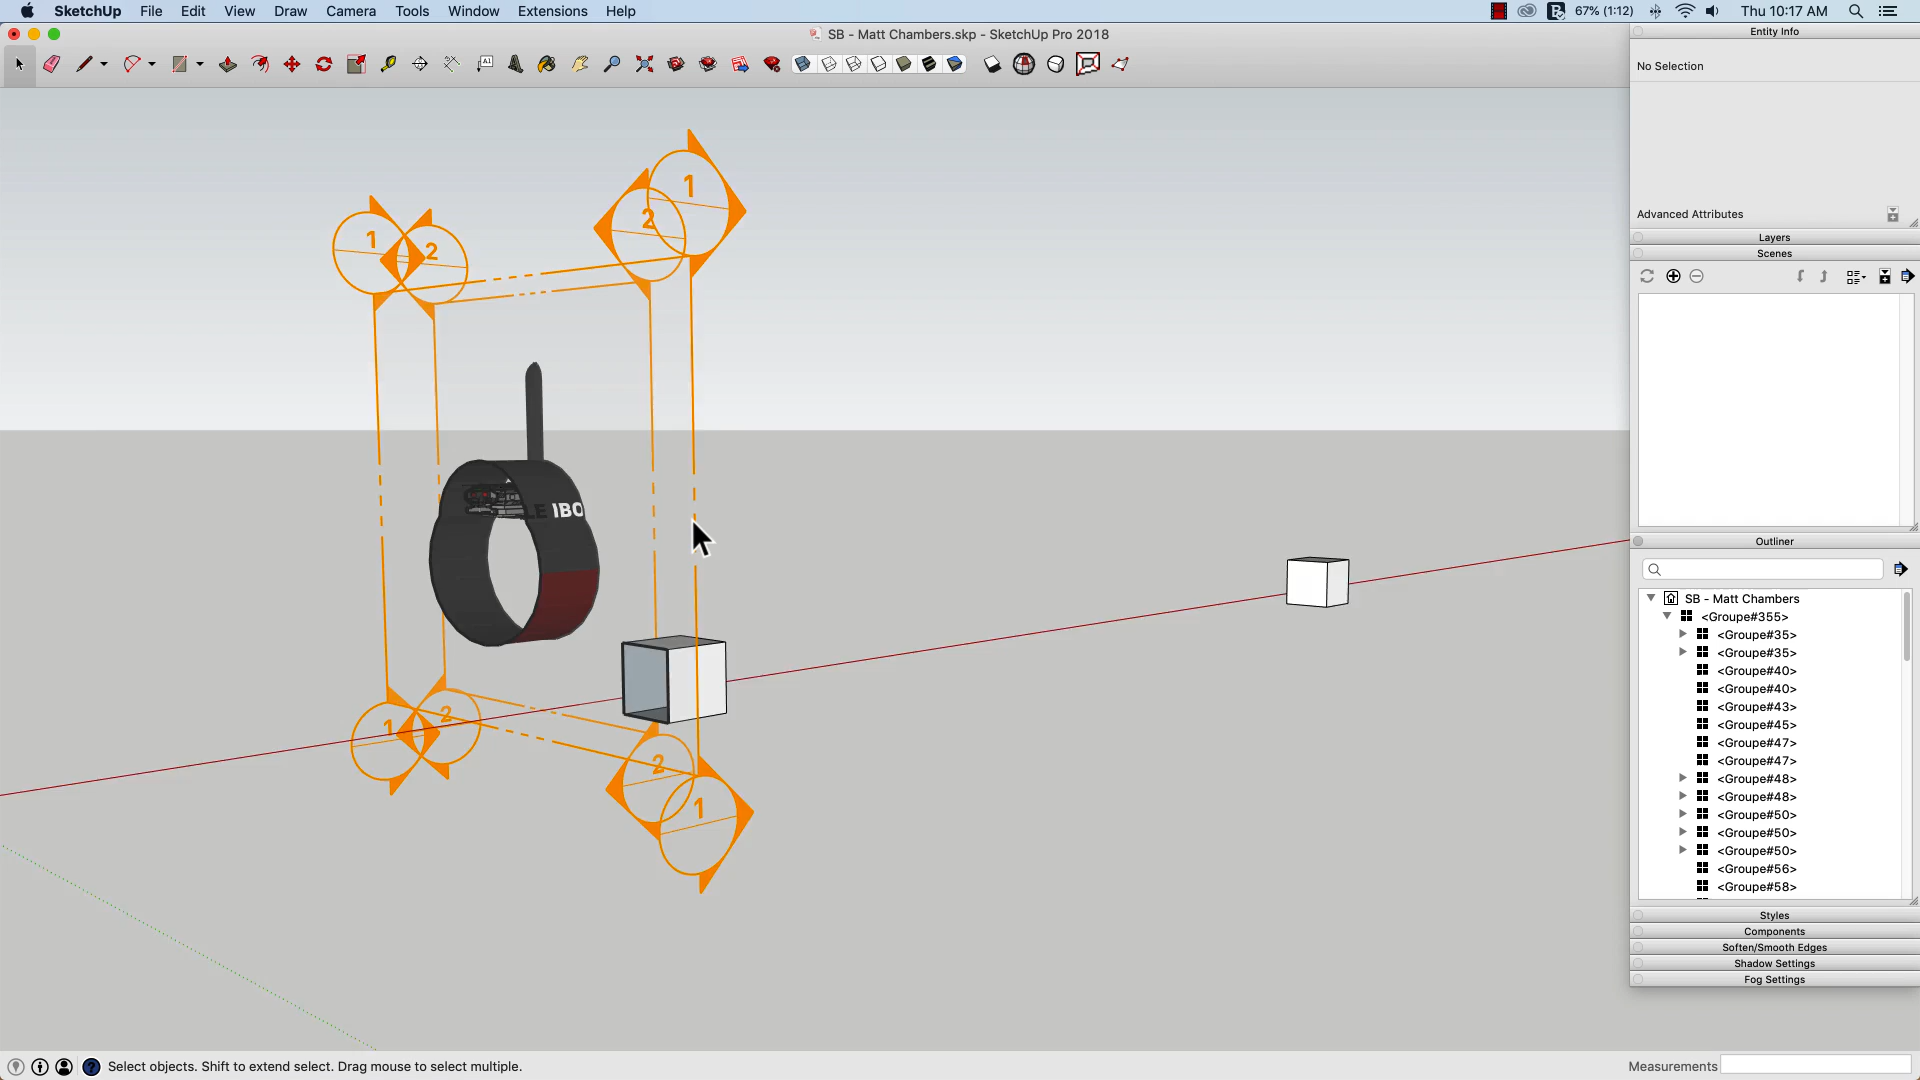 SketchUp File Edit View Draw Camera Tools Window Extensions Help
67% (1:12) Thu 10:17 AM
SB - Matt Chambers.skp - SketchUp Pro 2018
A1
Entity Info
No Selection
Advanced Attributes
Layers
Scenes
Outliner
SB - Matt Chambers
<Groupe#355>
<Groupe#35>
<Groupe#35>
<Groupe#40>
<Groupe#40>
<Groupe#43>
<Groupe#45>
<Groupe#47>
<Groupe#47>
<Groupe#48>
<Groupe#48>
<Groupe#50>
<Groupe#50>
<Groupe#50>
<Groupe#56>
<Groupe#58>
Styles
Components
Soften/Smooth Edges
Shadow Settings
Fog Settings
1
2
1
2
LE IBO
1
2
2
1
Select objects. Shift to extend select. Drag mouse to select multiple.
Measurements